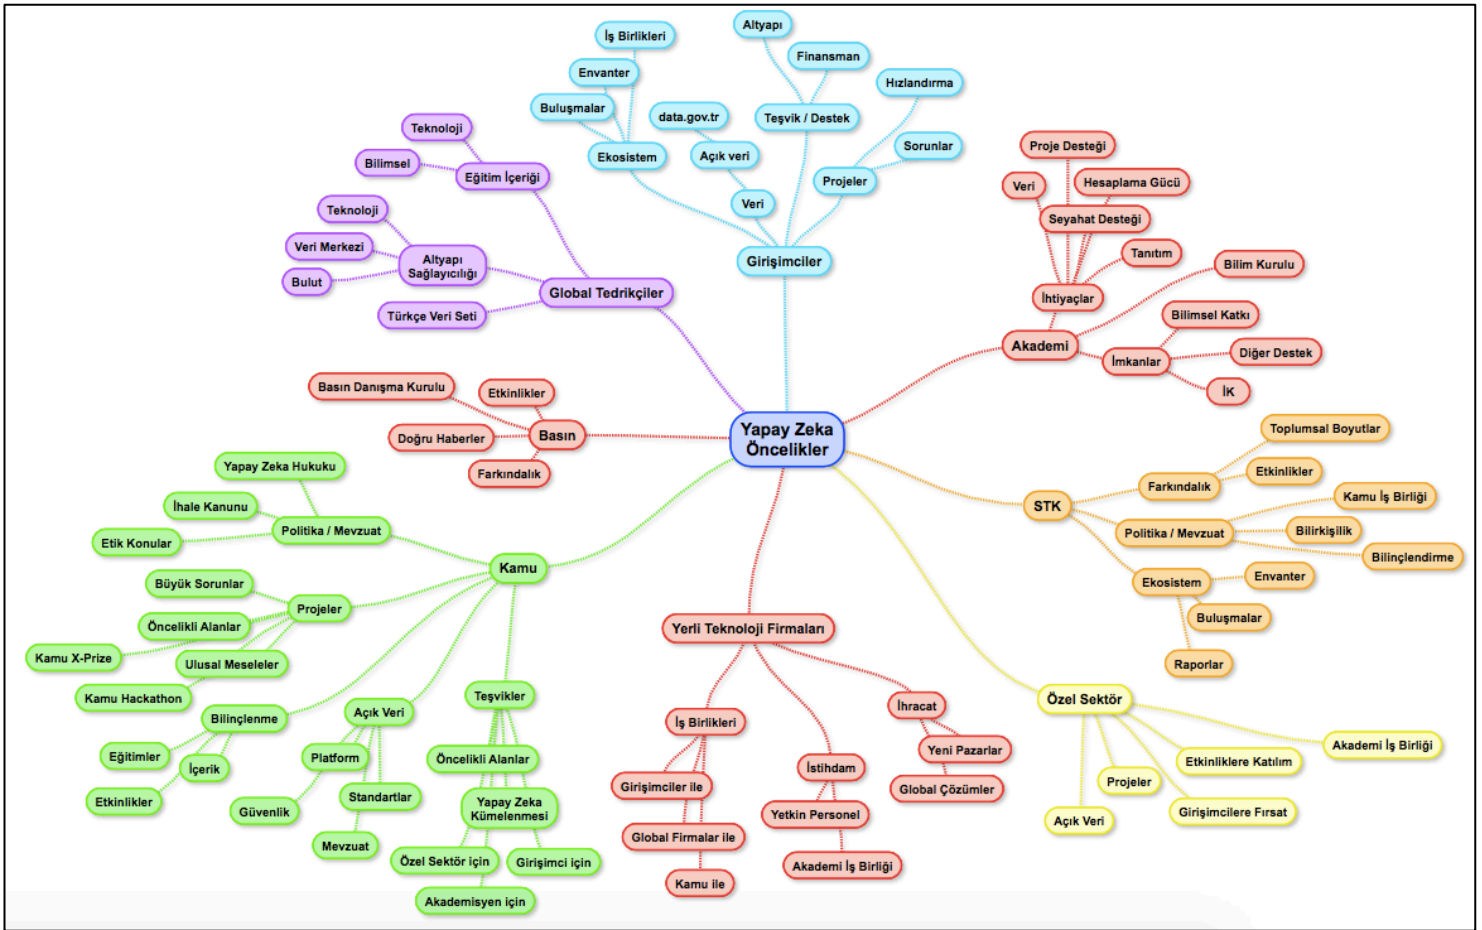 Yapay Zeka
Öncelikler
Girişimciler
Ekosistem
İş Birlikleri
Envanter
Buluşmalar
Veri
Açık veri
data.gov.tr
Teşvik / Destek
Altyapı
Finansman
Projeler
Hızlandırma
Sorunlar
Akademi
İhtiyaçlar
Veri
Proje Desteği
Seyahat Desteği
Hesaplama Gücü
Tanıtım
Bilim Kurulu
İmkanlar
Bilimsel Katkı
Diğer Destek
İK
STK
Farkındalık
Toplumsal Boyutlar
Etkinlikler
Politika / Mevzuat
Kamu İş Birliği
Bilirkişilik
Bilinçlendirme
Ekosistem
Envanter
Buluşmalar
Raporlar
Özel Sektör
Akademi İş Birliği
Etkinliklere Katılım
Girişimcilere Fırsat
Projeler
Açık Veri
Yerli Teknoloji Firmaları
İhracat
Yeni Pazarlar
Global Çözümler
İstihdam
Yetkin Personel
Akademi İş Birliği
İş Birlikleri
Girişimciler ile
Global Firmalar ile
Kamu ile
Kamu
Politika / Mevzuat
Yapay Zeka Hukuku
İhale Kanunu
Etik Konular
Projeler
Büyük Sorunlar
Öncelikli Alanlar
Kamu X-Prize
Ulusal Meseleler
Kamu Hackathon
Bilinçlenme
Eğitimler
İçerik
Etkinlikler
Açık Veri
Platform
Güvenlik
Standartlar
Mevzuat
Teşvikler
Öncelikli Alanlar
Yapay Zeka
Kümelenmesi
Özel Sektör için
Girişimci için
Akademisyen için
Basın
Basın Danışma Kurulu
Etkinlikler
Doğru Haberler
Farkındalık
Global Tedrikçiler
Eğitim İçeriği
Teknoloji
Bilimsel
Altyapı
Sağlayıcılığı
Teknoloji
Veri Merkezi
Bulut
Türkçe Veri Seti